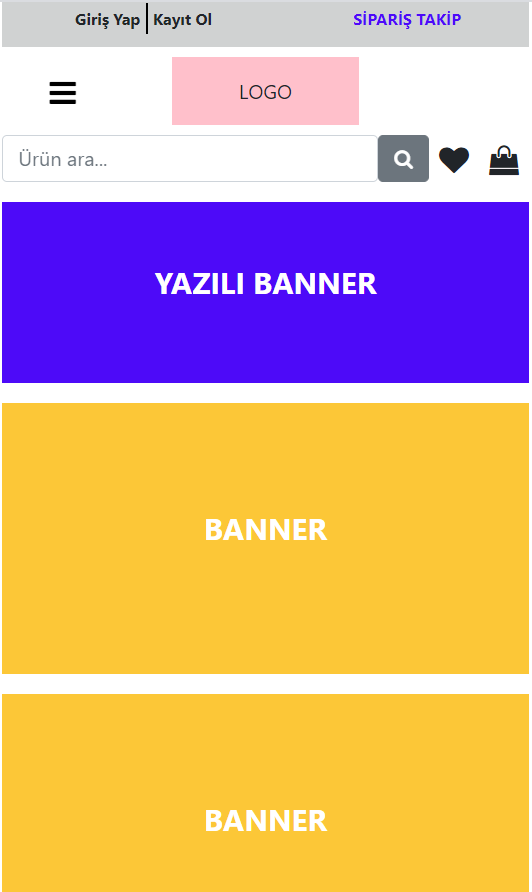 Giriş Yap Kayıt Ol SİPARİŞ TAKİP
LOGO
Ürün ara...
YAZILI BANNER
BANNER
BANNER